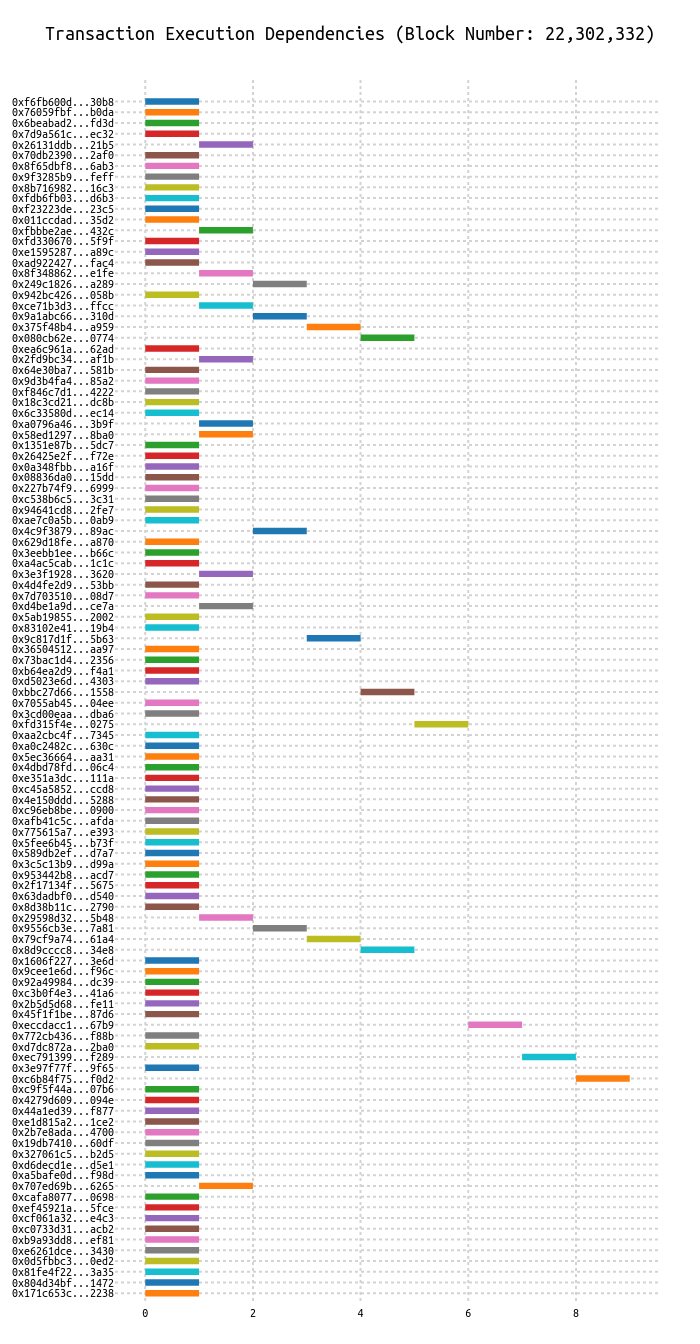 Transaction Execution Dependencies (Block Number: 22,302,332)
0xf6fb600d...30b8
0x76059fbf...b0da
0x6beabad2...fd3d
0x7d9a561c...ec32
0x26131ddb...21b5
0x70db2390...2af0
0x8f65dbf8...6ab3
0x9f3285b9...feff
0x8b716982...16c3
0xfdb6fb03...d6b3
0xf23223de...23c5
0x011ccdad...35d2
0xfbbbe2ae...432c
0xfd330670...5f9f
0xe1595287...a89c
0xad922427...fac4
0x8f348862...e1fe
0x249c1826...a289
0x942bc426...058b
0xce71b3d3...ffcc
0x9a1abc66...310d
0x375f48b4...a959
0x080cb62e...0774
0xea6c961a...62ad
0x2fd9bc34...af1b
0x64e30ba7...581b
0x9d3b4fa4...85a2
0xf846c7d1...4222
0x18c3cd21...dc8b
0x6c33580d...ec14
0xa0796a46...3b9f
0x58ed1297...8ba0
0x1351e87b...5dc7
0x26425e2f...f72e
0x0a348fbb...a16f
0x08836da0...15dd
0x227b74f9...6999
0xc538b6c5...3c31
0x94641cd8...2fe7
0xae7c0a5b...0ab9
0x4c9f3879...89ac
0x629d18fe...a870
0x3eebb1ee...b66c
0xa4ac5cab...1c1c
0x3e3f1928...3620
0x4d4fe2d9...53bb
0x7d703510...08d7
0xd4be1a9d...ce7a
0x5ab19855...2002
0x83102e41...19b4
0x9c817d1f...5b63
0x36504512...aa97
0x73bac1d4...2356
0xb64ea2d9...f4a1
0xd5023e6d...4303
0xbbc27d66...1558
0x7055ab45...04ee
0x3cd00eaa...dba6
0xfd315f4e...0275
0xaa2cbc4f...7345
0xa0c2482c...630c
0x5ec36664...aa31
0x4dbd78fd...06c4
0xe351a3dc...111a
0xc45a5852...ccd8
0x4e150ddd...5288
0xc96eb8be...0900
0xafb41c5c...afda
0x775615a7...e393
0x5fee6b45...b73f
0x589db2ef...d7a7
0x3c5c13b9...d99a
0x953442b8...acd7
0x2f17134f...5675
0x63dadbf0...d540
0x8d38b11c...2790
0x29598d32...5b48
0x9556cb3e...7a81
0x79cf9a74...61a4
0x8d9cccc8...34e8
0x1606f227...3e6d
0x9cee1e6d...f96c
0x92a49984...dc39
0xc3b0f4e3...41a6
0x2b5d5d68...fe11
0x45f1f1be...87d6
0xeccdacc1...67b9
0x772cb436...f88b
0xd7dc872a...2ba0
0xec791399...f289
0x3e97f77f...9f65
0xc6b84f75...f0d2
0xc9f5f44a...07b6
0x4279d609...094e
0x44a1ed39...f877
0xe1d815a2...1ce2
0x2b7e8ada...4700
0x19db7410...60df
0x327061c5...b2d5
0xd6decd1e...d5e1
0xa5bafe0d...f98d
0x707ed69b...6265
0xcafa8077...0698
0xef45921a...5fce
0xcf061a32...e4c3
0xc0733d31...acb2
0xb9a93dd8...ef81
0xe6261dce...3430
0x0d5fbbc3...0ed2
0x81fe4f22...3a35
0x804d34bf...1472
0x171c653c...2238
0 2 4 6 8